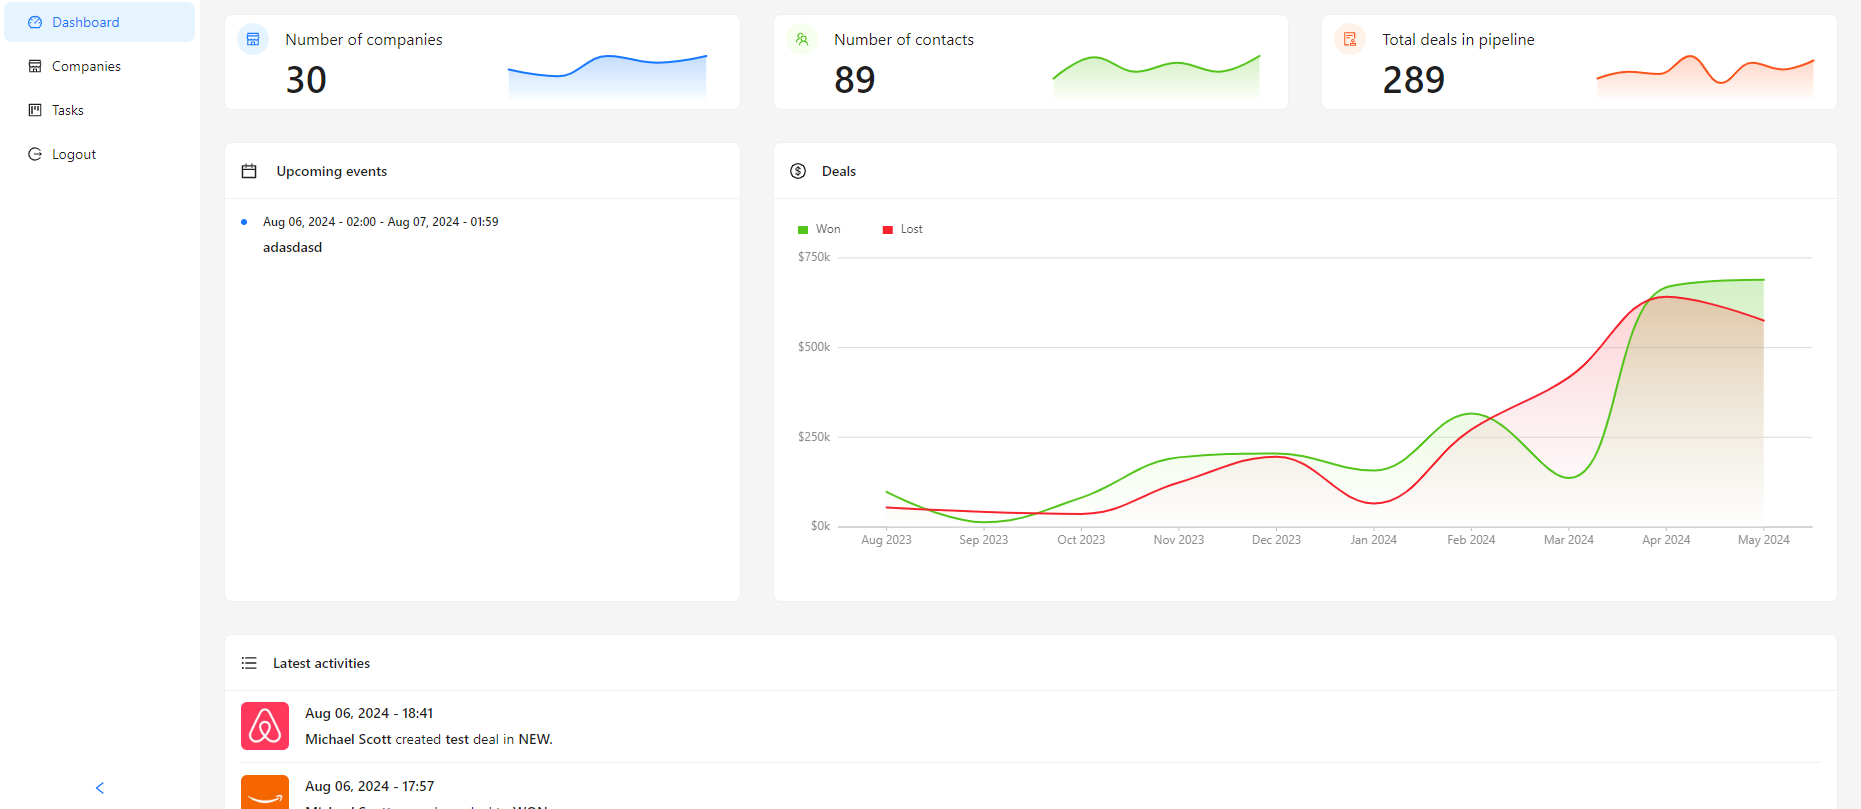 Dashboard
Companies
Tasks
Logout
Number of companies
30
Number of contacts
89
Total deals in pipeline
289
Upcoming events
Aug 06, 2024 - 02:00 - Aug 07, 2024 - 01:59
adasdasd
Deals
Won Lost
$750k
$500k
$250k
$0k
Aug 2023 Sep 2023 Oct 2023 Nov 2023 Dec 2023 Jan 2024 Feb 2024 Mar 2024 Apr 2024 May 2024
Latest activities
Aug 06, 2024 - 18:41
Michael Scott created test deal in NEW.
Aug 06, 2024 - 17:57